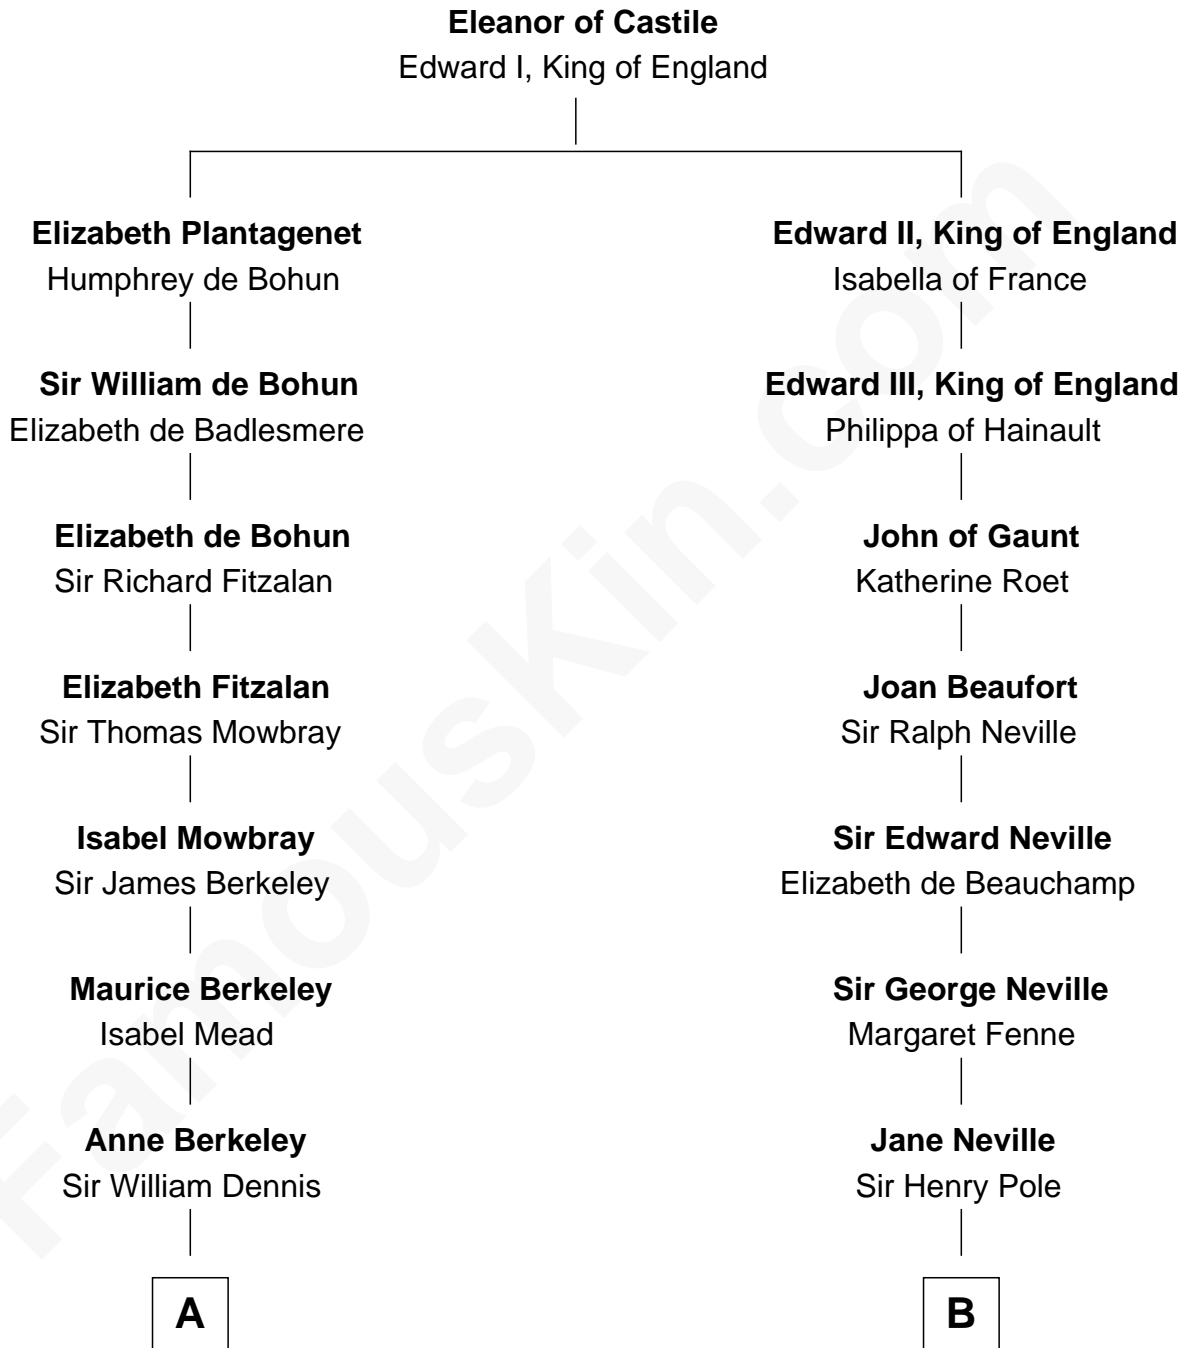 Eleanor of Castile
Edward I, King of England
Elizabeth Plantagenet
Humphrey de Bohun
Edward II, King of England
Isabella of France
Sir William de Bohun
Elizabeth de Badlesmere
Edward III, King of England
Philippa of Hainault
Elizabeth de Bohun
Sir Richard Fitzalan
John of Gaunt
Katherine Roet
Elizabeth Fitzalan
Sir Thomas Mowbray
Joan Beaufort
Sir Ralph Neville
Isabel Mowbray
Sir James Berkeley
Sir Edward Neville
Elizabeth de Beauchamp
Maurice Berkeley
Isabel Mead
Sir George Neville
Margaret Fenne
Anne Berkeley
Sir William Dennis
Jane Neville
Sir Henry Pole
A
B
FamousKin.com